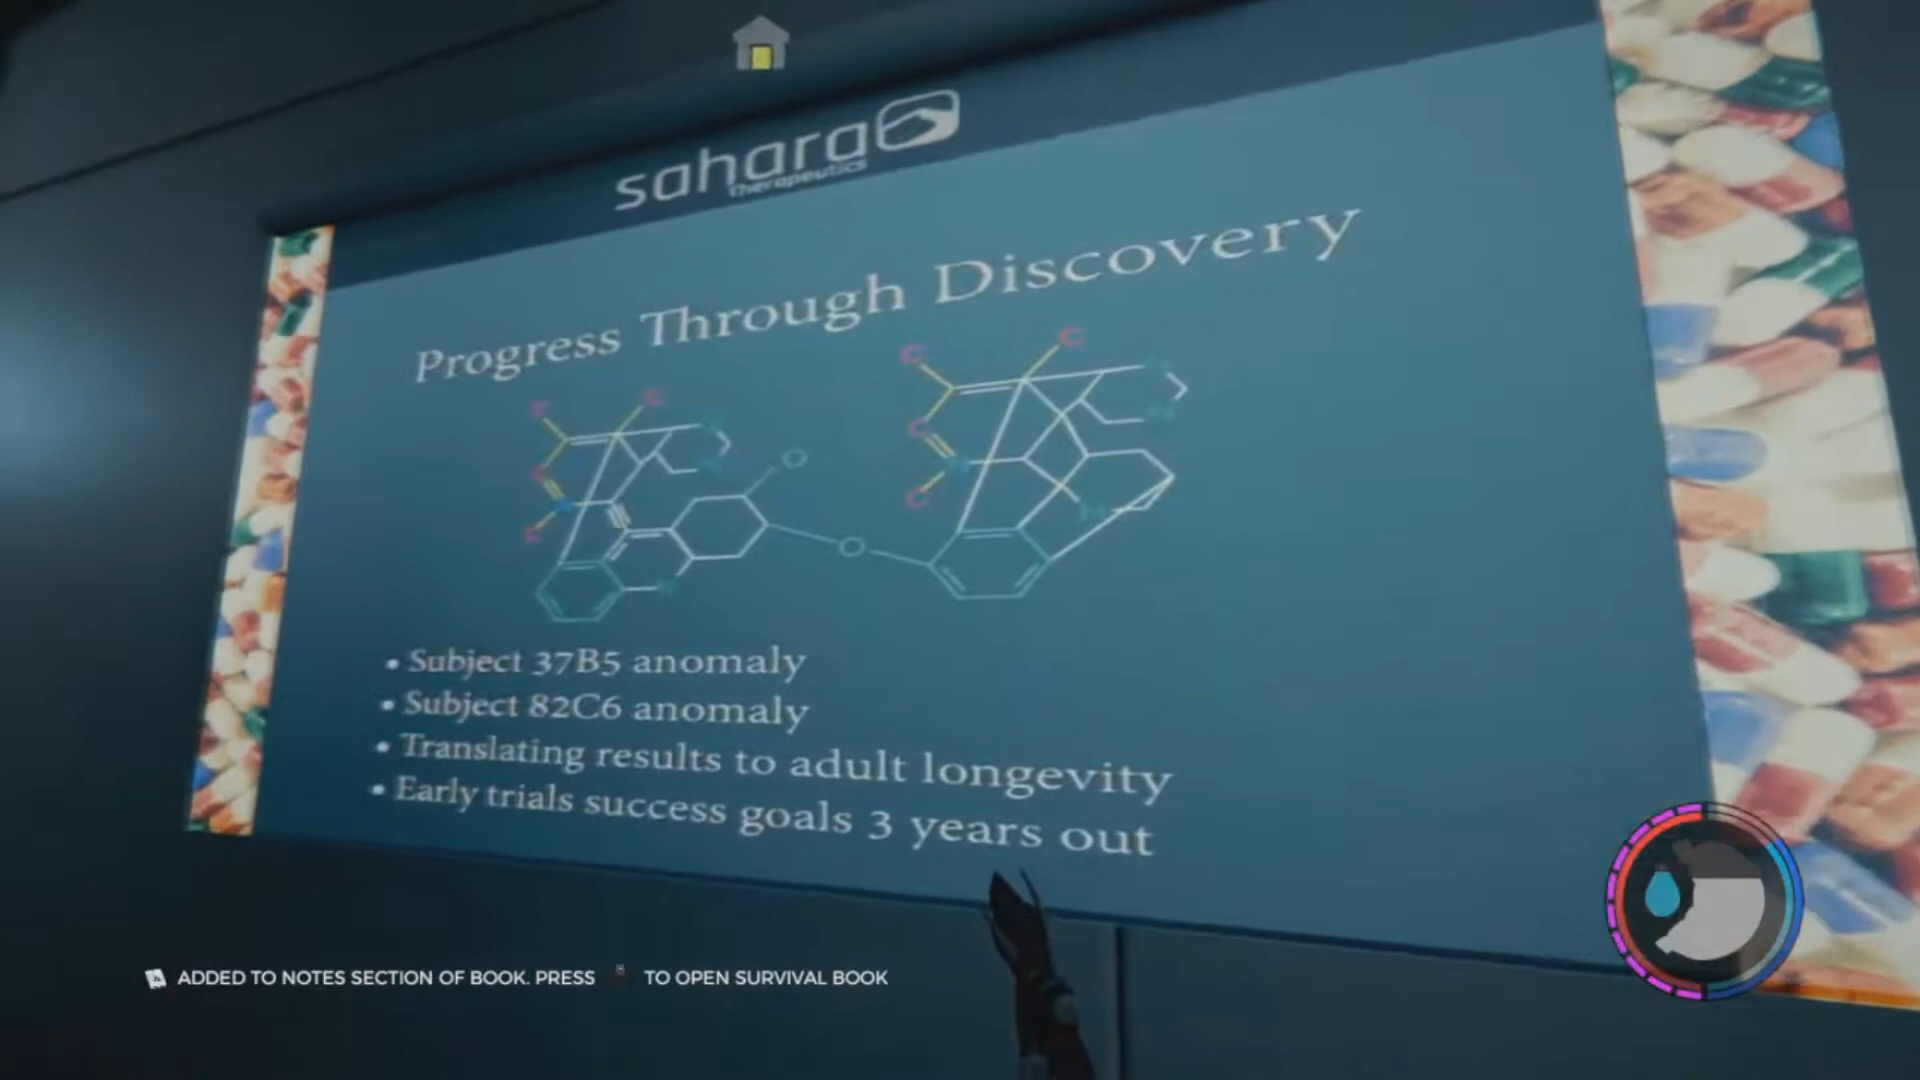 sahara
Therapeutics
Progress Through Discovery
• Subject 37B5 anomaly
• Subject 82C6 anomaly
• Translating results to adult longevity
• Early trials success goals 3 years out
ADDED TO NOTES SECTION OF BOOK. PRESS TO OPEN SURVIVAL BOOK